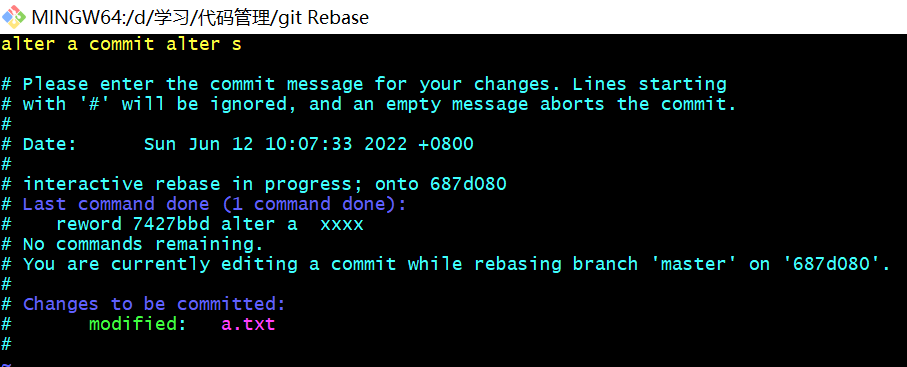 MINGW64:/d/学习/代码管理/git Rebase
alter a commit alter s
# Please enter the commit message for your changes. Lines starting
# with '#' will be ignored, and an empty message aborts the commit.
#
# Date:      Sun Jun 12 10:07:33 2022 +0800
#
# interactive rebase in progress; onto 687d080
# Last command done (1 command done):
#    reword 7427bbd alter a  xxxx
# No commands remaining.
# You are currently editing a commit while rebasing branch 'master' on '687d080'.
#
# Changes to be committed:
#       modified:   a.txt
#
~